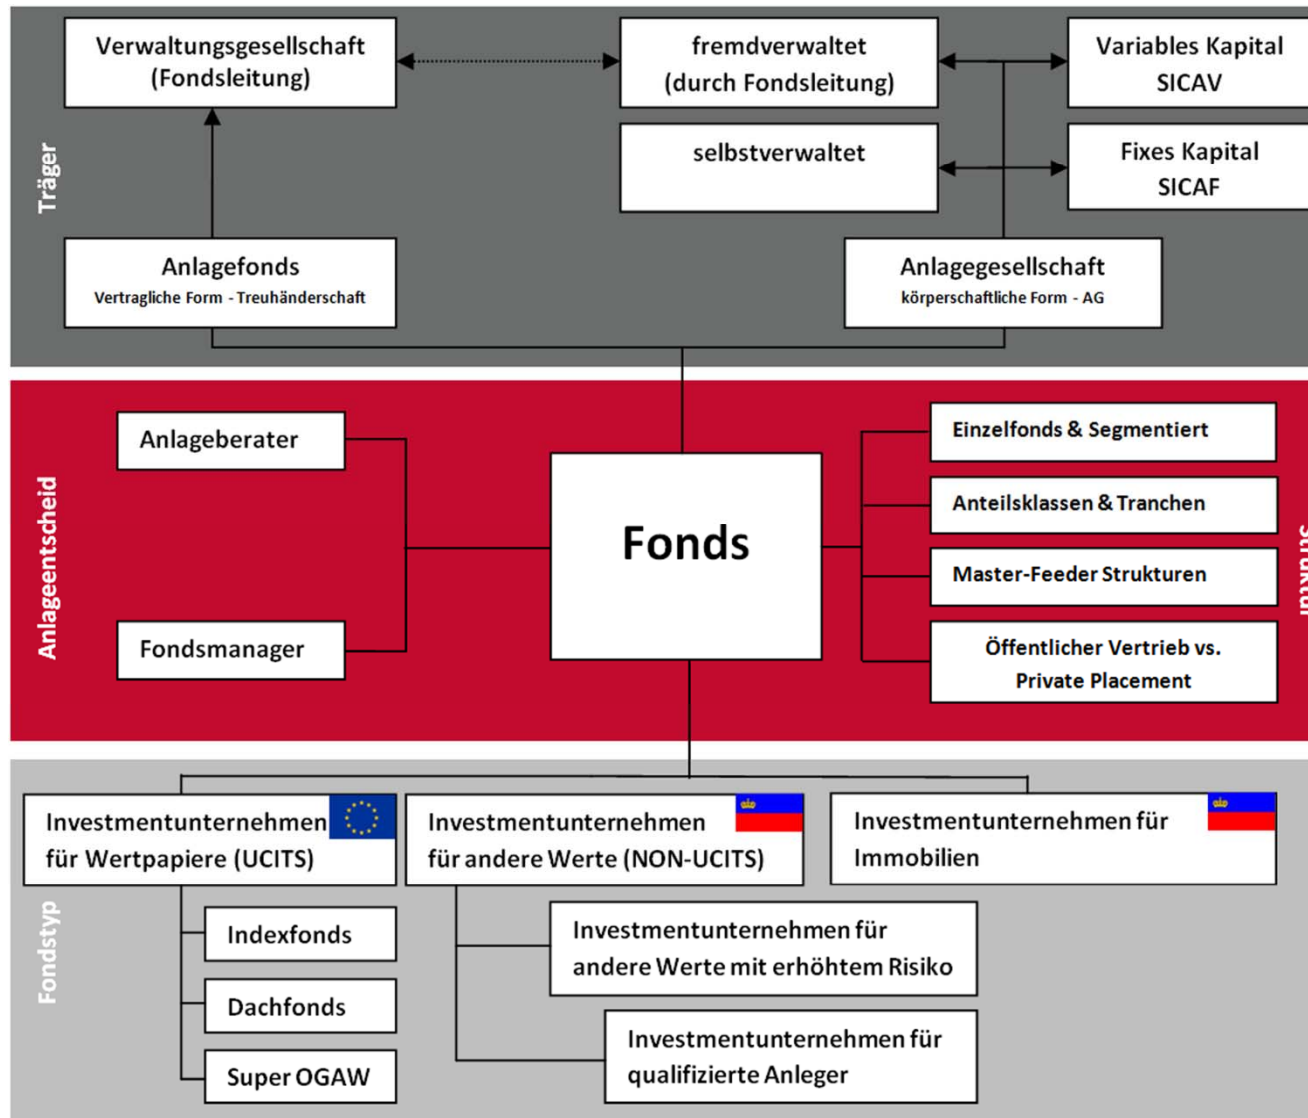 Träger
Verwaltungsgesellschaft
(Fondsleitung)
fremdverwaltet
(durch Fondsleitung)
Variables Kapital
SICAV
selbstverwaltet
Fixes Kapital
SICAF
Anlagefonds
Vertragliche Form - Treuhänderschaft
Anlagegesellschaft
körperschaftliche Form - AG
Anlageentscheid
Anlageberater
Fondsmanager
Fonds
Einzelfonds & Segmentiert
Anteilsklassen & Tranchen
Master-Feeder Strukturen
Öffentlicher Vertrieb vs.
Private Placement
Struktur
Fondstyp
Investmentunternehmen
für Wertpapiere (UCITS)
Indexfonds
Dachfonds
Super OGAW
Investmentunternehmen
für andere Werte (NON-UCITS)
Investmentunternehmen für
andere Werte mit erhöhtem Risiko
Investmentunternehmen für
qualifizierte Anleger
Investmentunternehmen für
Immobilien